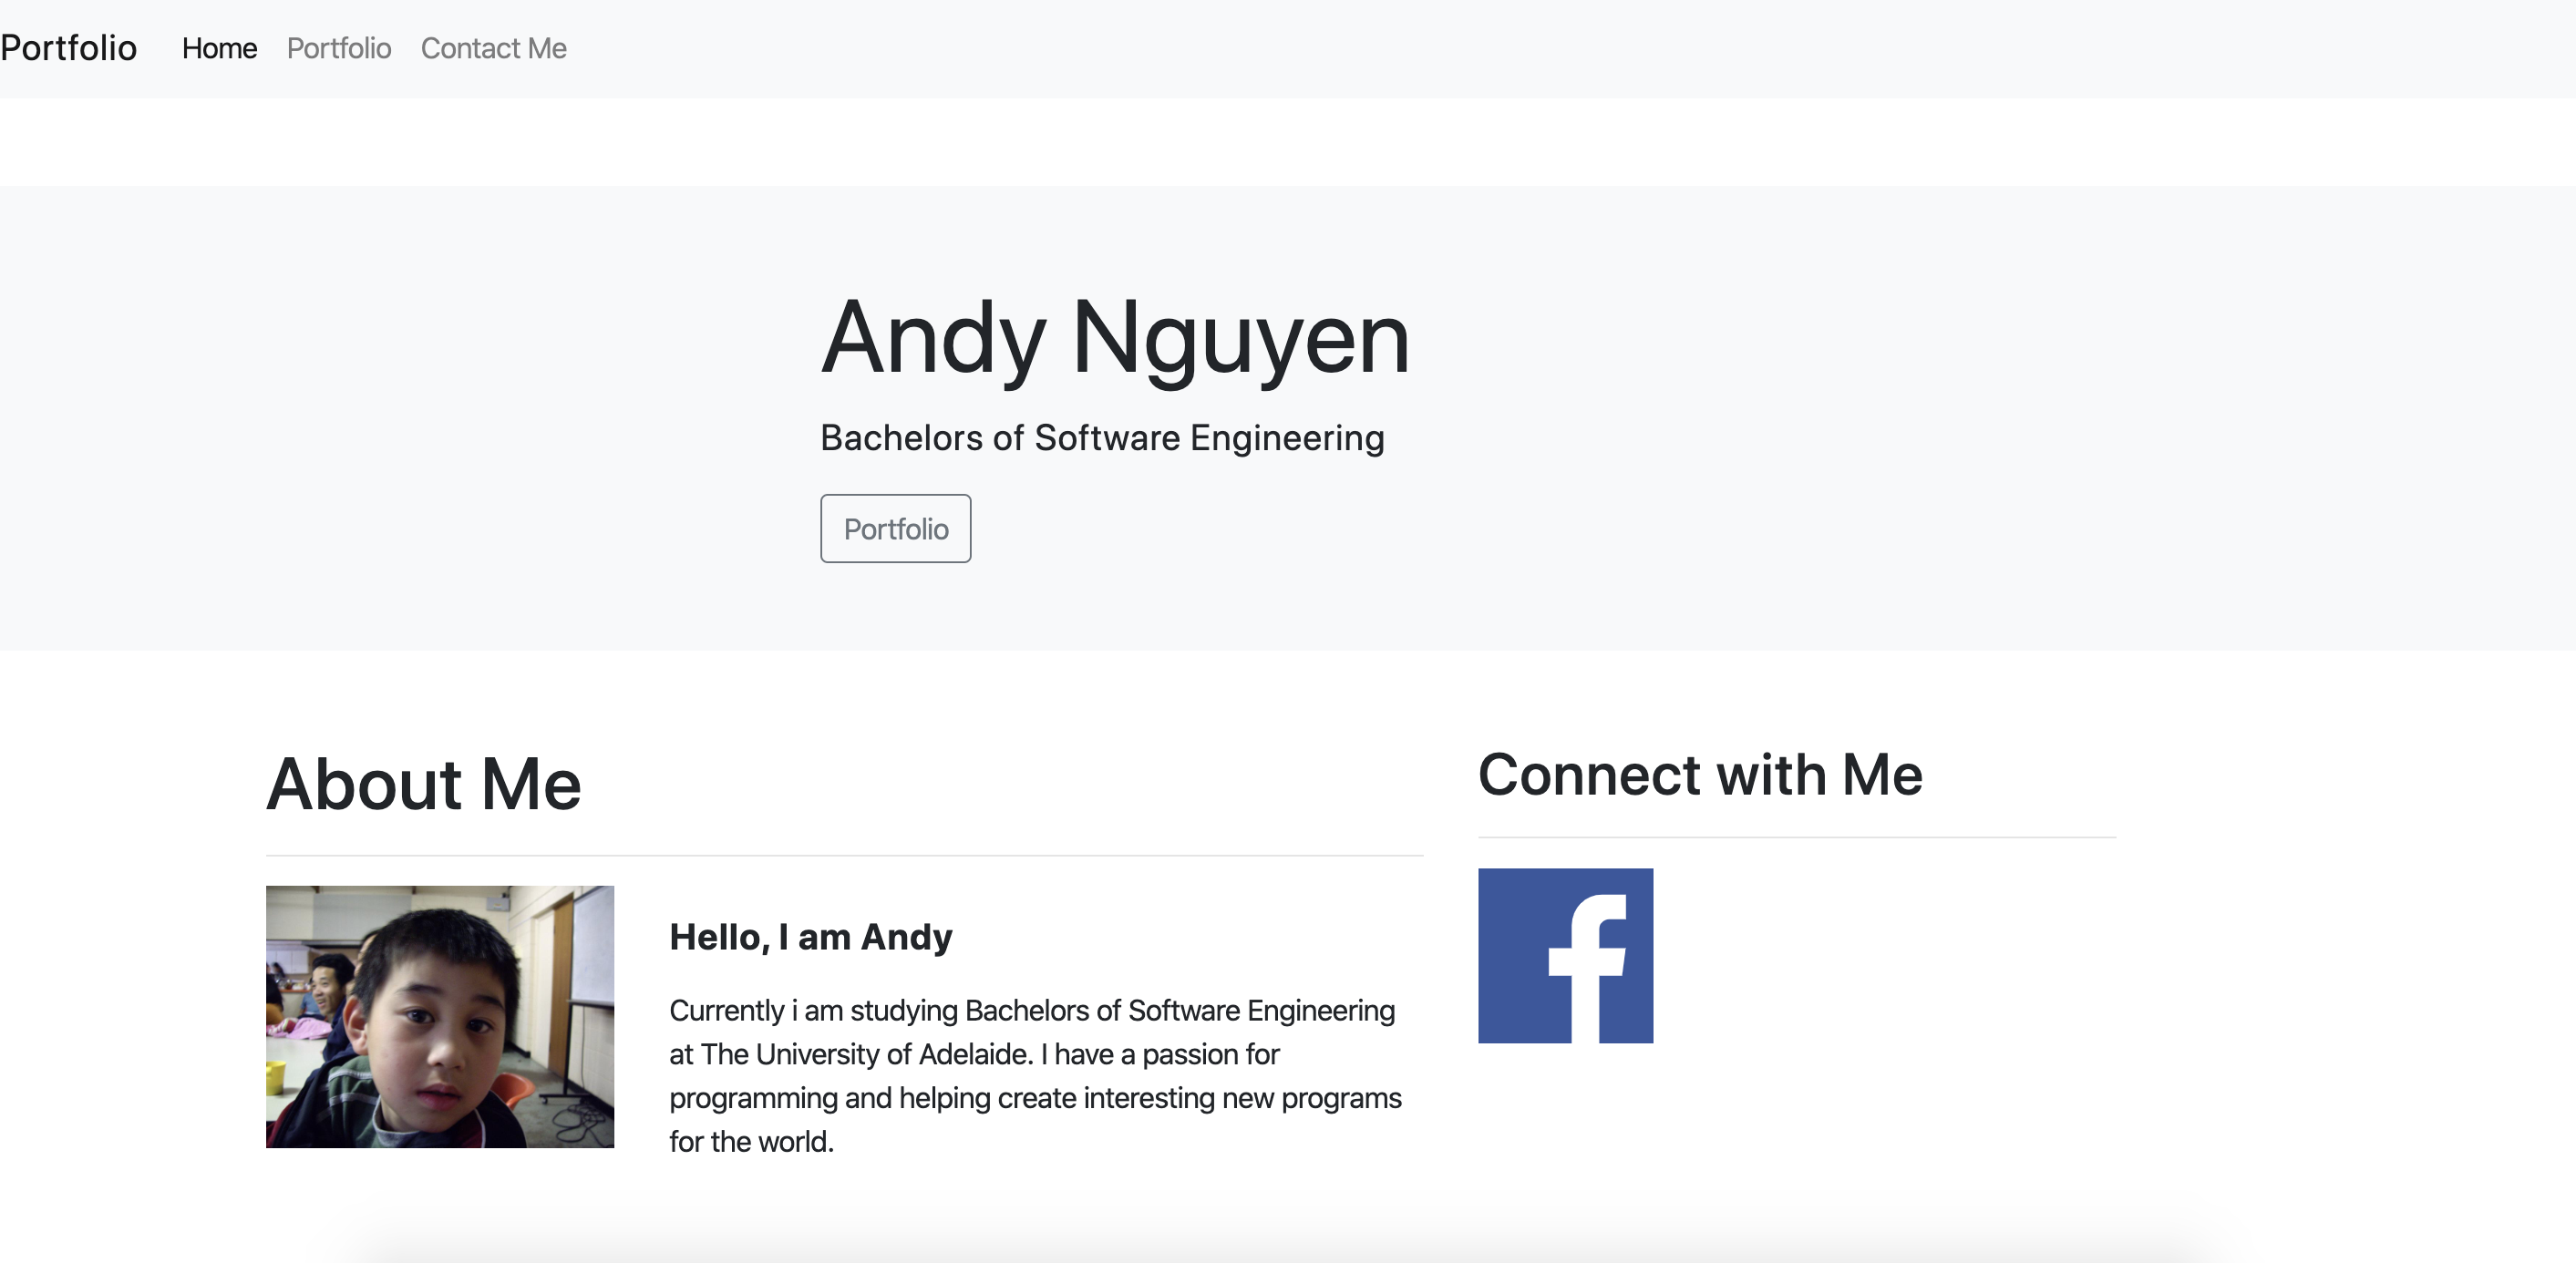 Portfolio Home Portfolio Contact Me
Andy Nguyen
Bachelors of Software Engineering
Portfolio
About Me
Hello, I am Andy
Currently i am studying Bachelors of Software Engineering
at The University of Adelaide. I have a passion for
programming and helping create interesting new programs
for the world.
Connect with Me